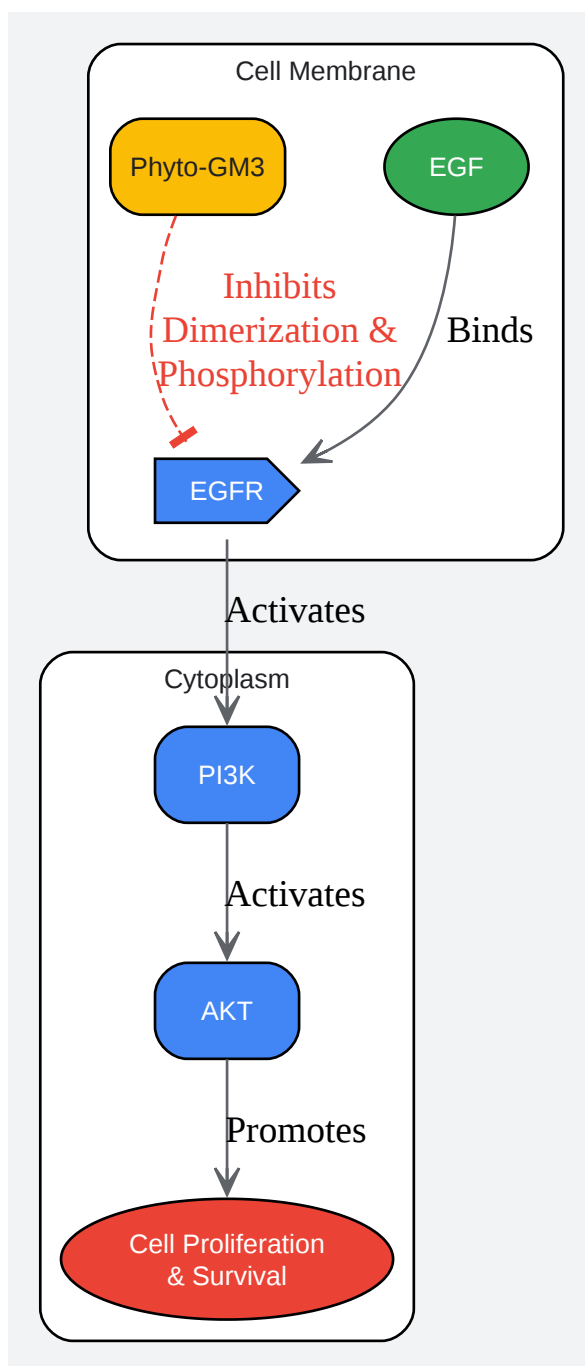 Cell Membrane
Phyto-GM3
EGF
Inhibits
Dimerization &
Phosphorylation
Binds
EGFR
Activates
Cytoplasm
PI3K
Activates
AKT
Promotes
Cell Proliferation
& Survival